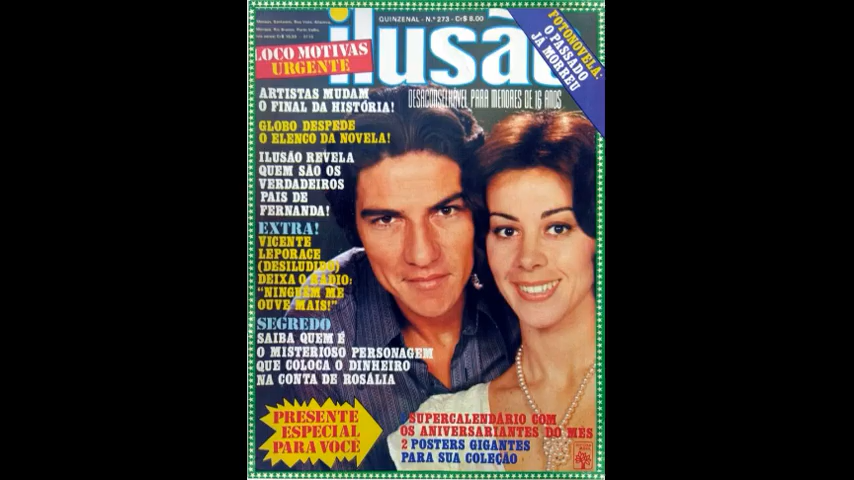 QUINZENAL - N.º 273 - Cr$ 8,00
ilusão
FOTONOVELA:
O PASSADO
JÁ MORREU
LOCO MOTIVAS
URGENTE
DESACONSELHÁVEL PARA MENORES DE 16 ANOS
ARTISTAS MUDAM
O FINAL DA HISTÓRIA!
GLOBO DESPEDE
O ELENCO DA NOVELA!
ILUSÃO REVELA
QUEM SÃO OS
VERDADEIROS
PAIS DE
FERNANDA!
EXTRA!
VICENTE
LEPORACE
(DESILUDIDO)
DEIXA O RÁDIO:
"NINGUÉM ME
OUVE MAIS!"
SEGREDO
SAIBA QUEM É
O MISTERIOSO PERSONAGEM
QUE COLOCA O DINHEIRO
NA CONTA DE ROSÁLIA
PRESENTE
ESPECIAL
PARA VOCÊ
SUPERCALENDÁRIO COM
OS ANIVERSARIANTES DO MÊS
2 POSTERS GIGANTES
PARA SUA COLEÇÃO